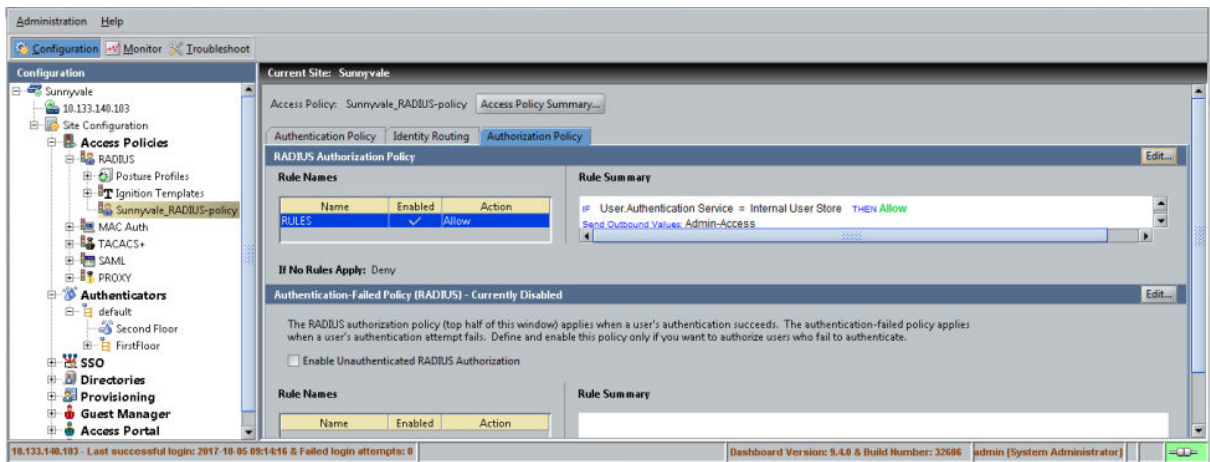 Administration Help
Configuration Monitor Troubleshoot
Configuration
Sunnyvale
10.133.140.103
Site Configuration
Access Policies
RADIUS
Posture Profiles
Ignition Templates
Sunnyvale_RADIUS-policy
MAC Auth
TACACS+
SAML
PROXY
Authenticators
default
Second Floor
FirstFloor
SSO
Directories
Provisioning
Guest Manager
Access Portal
Current Site: Sunnyvale
Access Policy: Sunnyvale_RADIUS-policy Access Policy Summary...
Authentication Policy Identity Routing Authorization Policy
RADIUS Authorization Policy Edit...
Rule Names Rule Summary
Name Enabled Action
RULES Allow
IF User.Authentication Service = Internal User Store THEN Allow
Send Outbound Values: Admin-Access
If No Rules Apply: Deny
Authentication-Failed Policy (RADIUS) - Currently Disabled Edit...
The RADIUS authorization policy (top half of this window) applies when a user's authentication succeeds. The authentication-failed policy applies
when a user's authentication attempt fails. Define and enable this policy only if you want to authorize users who fail to authenticate.
Enable Unauthenticated RADIUS Authorization
Rule Names Rule Summary
Name Enabled Action
10.133.140.103 - Last successful login: 2017-10-05 09:14:16 & Failed login attempts: 0 Dashboard Version: 9.4.0 & Build Number: 32606 admin [System Administrator]